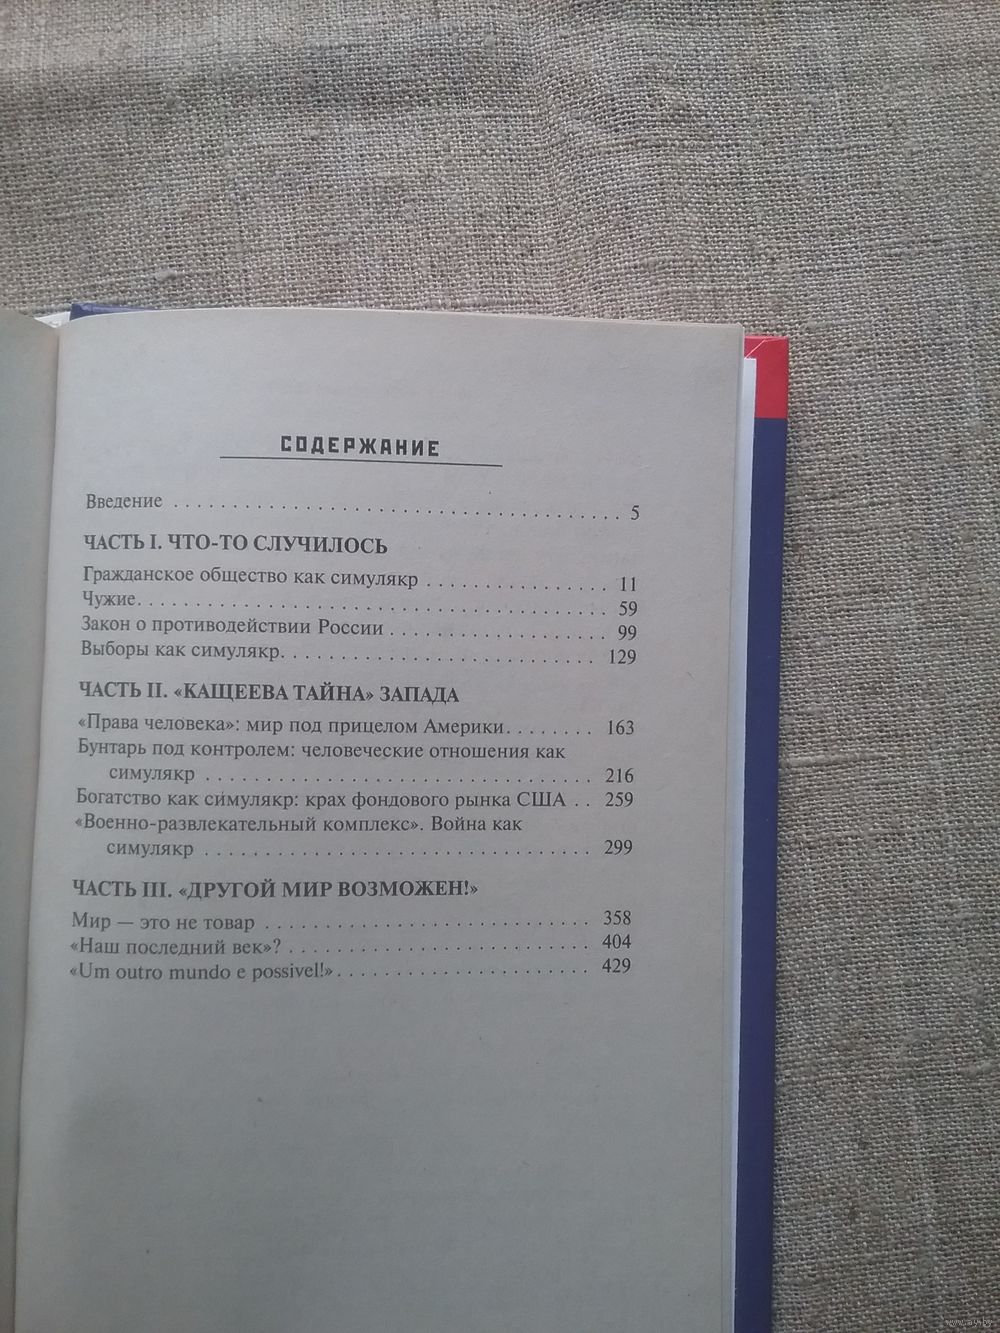 СОДЕРЖАНИЕ
Введение . . . . . . . . . . . . . . . . . . . . . . . . . . . . . . . . . . . . . 5
ЧАСТЬ I. ЧТО-ТО СЛУЧИЛОСЬ
Гражданское общество как симулякр . . . . . . . . . . . . . . . 11
Чужие. . . . . . . . . . . . . . . . . . . . . . . . . . . . . . . . . . . . . . . 59
Закон о противодействии России . . . . . . . . . . . . . . . . . . 99
Выборы как симулякр. . . . . . . . . . . . . . . . . . . . . . . . . . 129
ЧАСТЬ II. «КАЩЕЕВА ТАЙНА» ЗАПАДА
«Права человека»: мир под прицелом Америки. . . . . . . . 163
Бунтарь под контролем: человеческие отношения как
симулякр . . . . . . . . . . . . . . . . . . . . . . . . . . . . . . . . 216
Богатство как симулякр: крах фондового рынка США . . 259
«Военно-развлекательный комплекс». Война как
симулякр . . . . . . . . . . . . . . . . . . . . . . . . . . . . . . . . 299
ЧАСТЬ III. «ДРУГОЙ МИР ВОЗМОЖЕН!»
Мир — это не товар . . . . . . . . . . . . . . . . . . . . . . . . . . . 358
«Наш последний век»? . . . . . . . . . . . . . . . . . . . . . . . . . 404
«Um outro mundo e possivel!». . . . . . . . . . . . . . . . . . . . . 429
www.ay.by